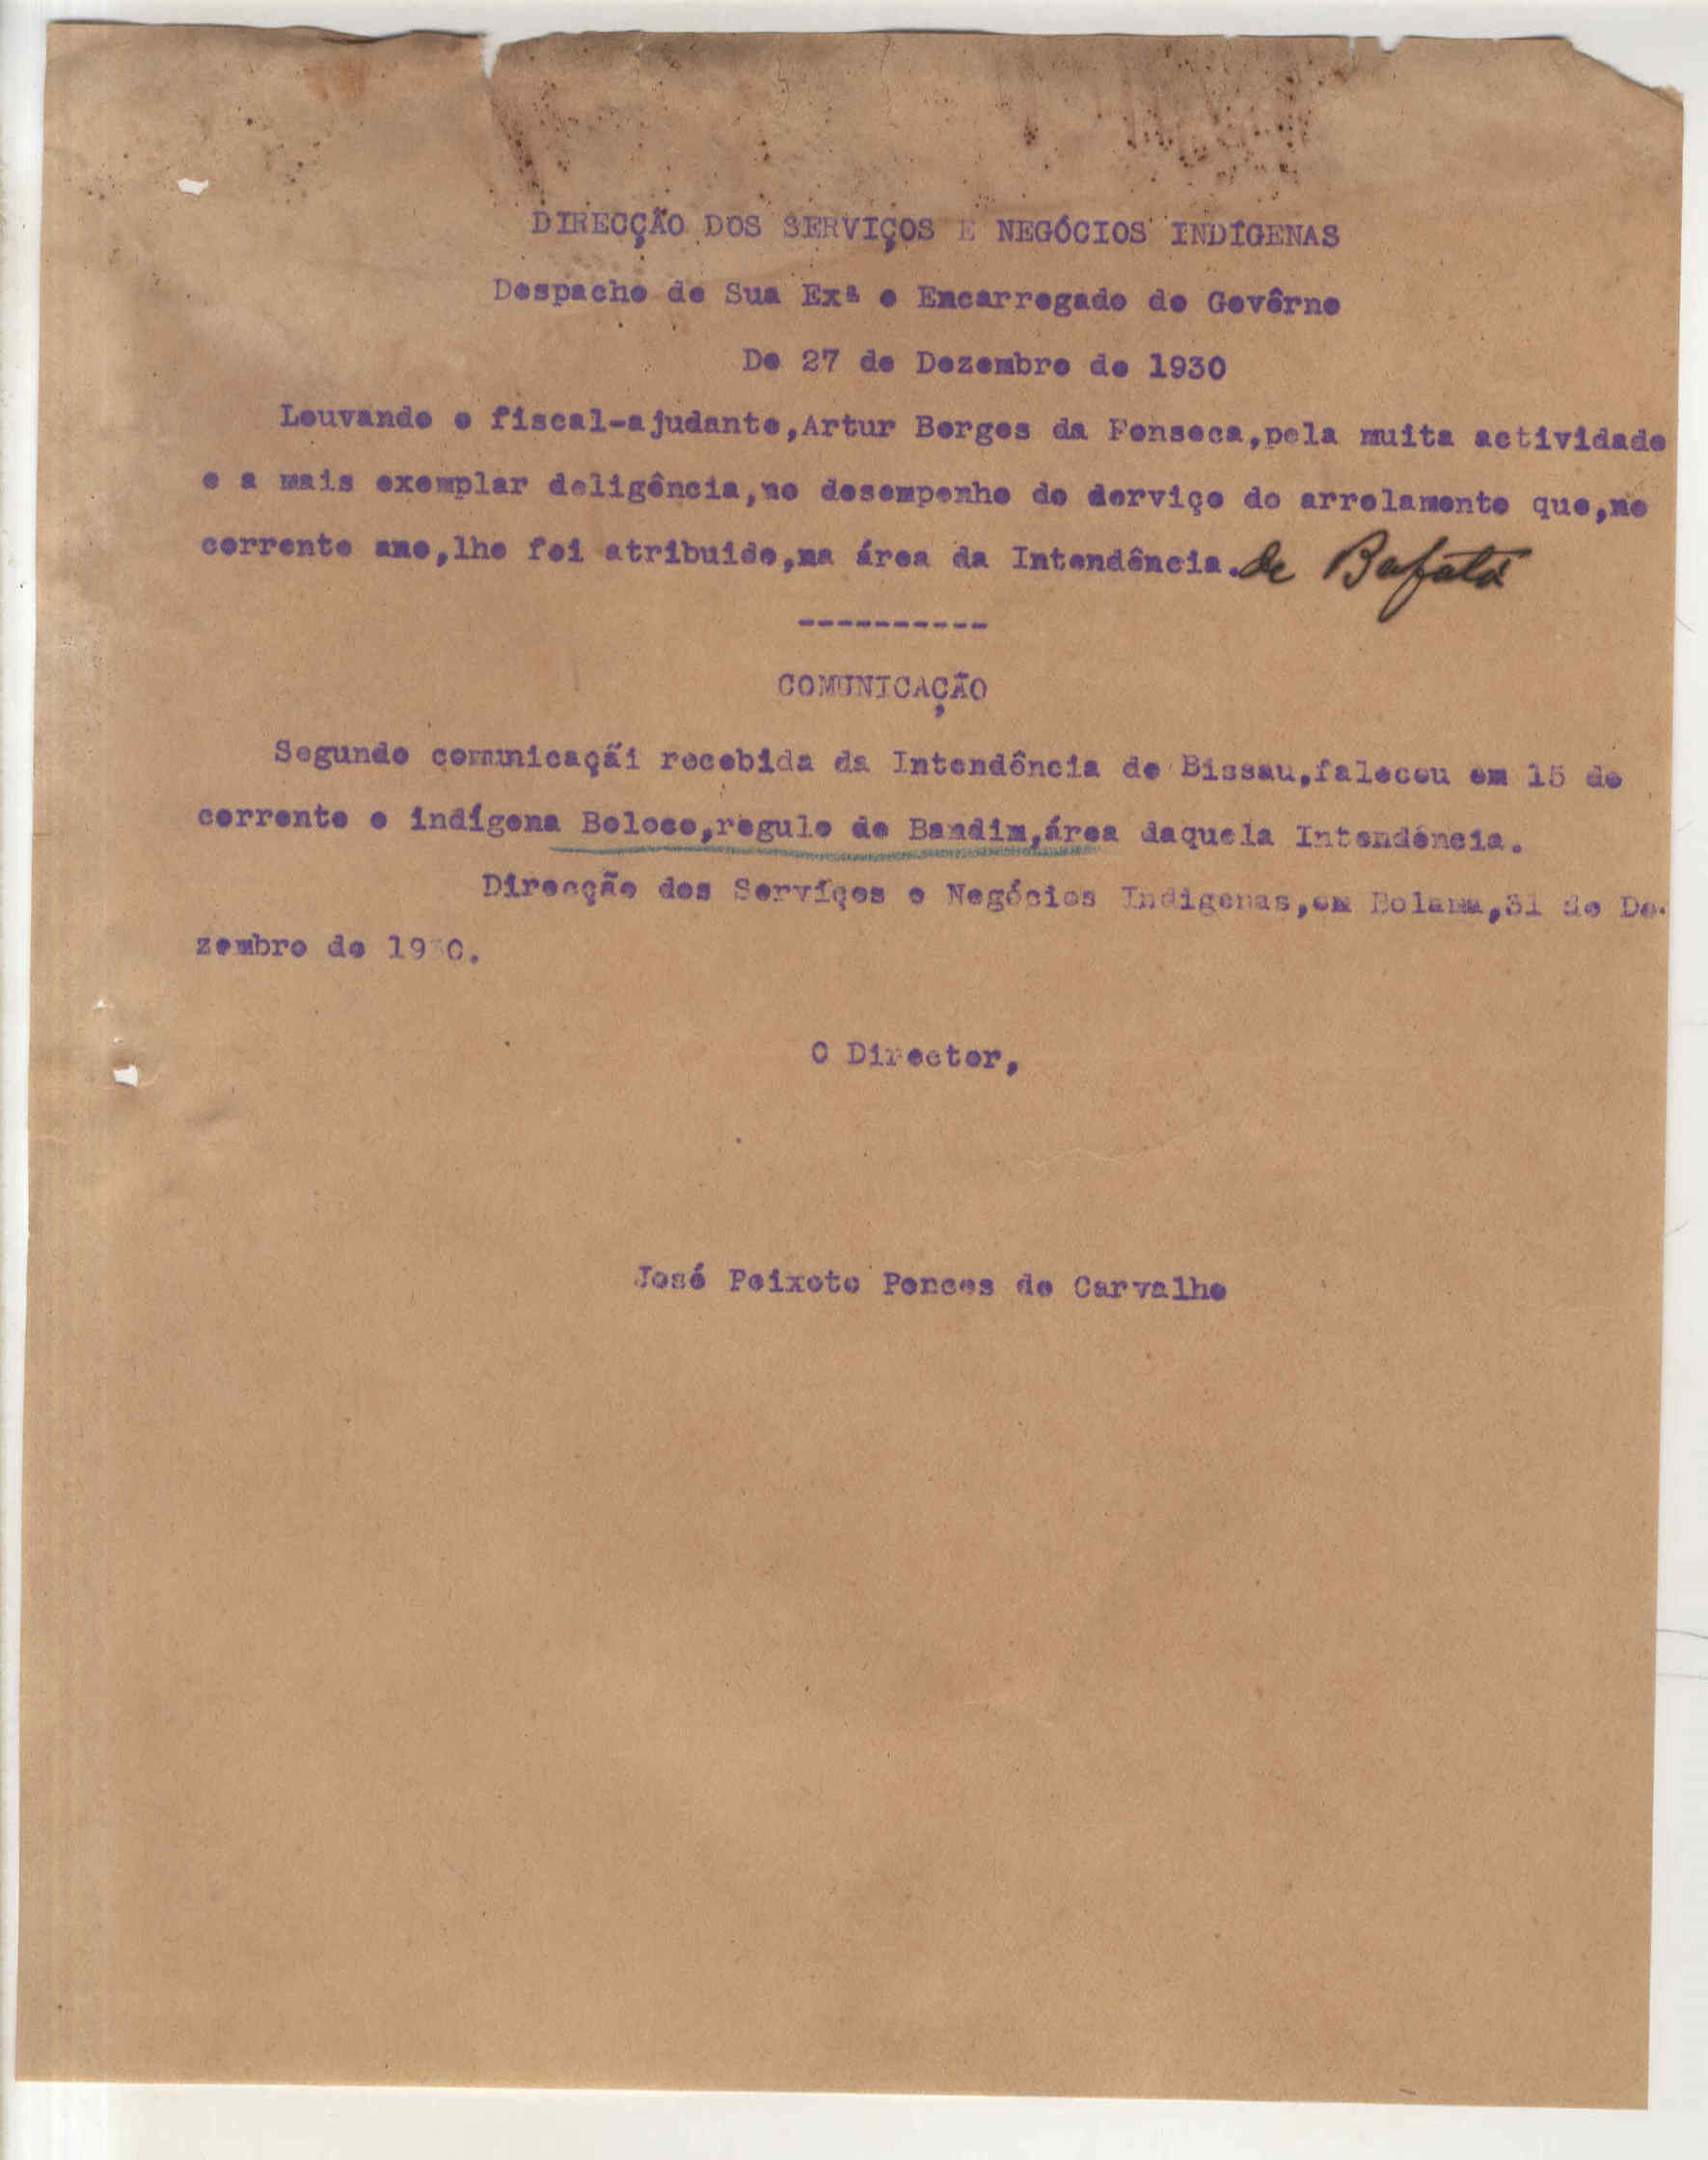 DIRECÇÃO DOS SERVIÇOS E NEGÓCIOS INDÍGENAS
Despacho de Sua Exª o Encarregado do Govêrno
De 27 de Dezembro de 1930
Louvando o fiscal-ajudante,Artur Borges da Fonseca,pela muita actividade
e a mais exemplar deligência,no desempenho do derviço do arrolamento que,no
corrente ano,lhe foi atribuido,na área da Intendência.de Bafatá
----------
COMUNICAÇÃO
Segundo comunicaçãi recebida da Intendência de Bissau,faleceu em 15 do
corrente o indígena Boloco,regulo de Bandim,área daquela Intendência.
Direcção dos Servíços e Negócios Indigenas,em Bolama,31 de De-
zembro de 1930.
O Director,
José Peixoto Ponces de Carvalho